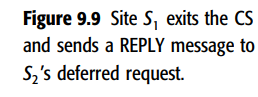 Figure 9.9 Site S₁ exits the CS
and sends a REPLY message to
S₂'s deferred request.